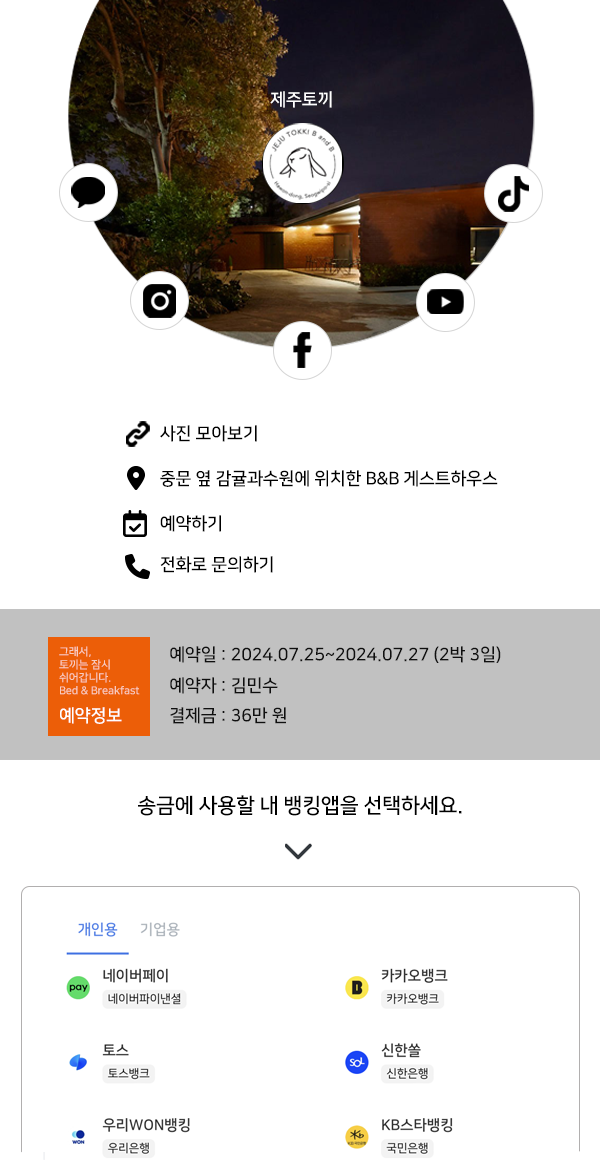 제주토끼
JEJU TOKKI B and B
사진 모아보기
중문 옆 감귤과수원에 위치한 B&B 게스트하우스
예약하기
전화로 문의하기
그래서,
토끼는 잠시
쉬어갑니다.
Bed & Breakfast
예약정보
예약일 : 2024.07.25~2024.07.27 (2박 3일)
예약자 : 김민수
결제금 : 36만 원
송금에 사용할 내 뱅킹앱을 선택하세요.
개인용 기업용
pay 네이버페이
네이버파이낸셜
B 카카오뱅크
카카오뱅크
토스
토스뱅크
SOL 신한쏠
신한은행
WON 우리WON뱅킹
우리은행
Kb KB스타뱅킹
국민은행